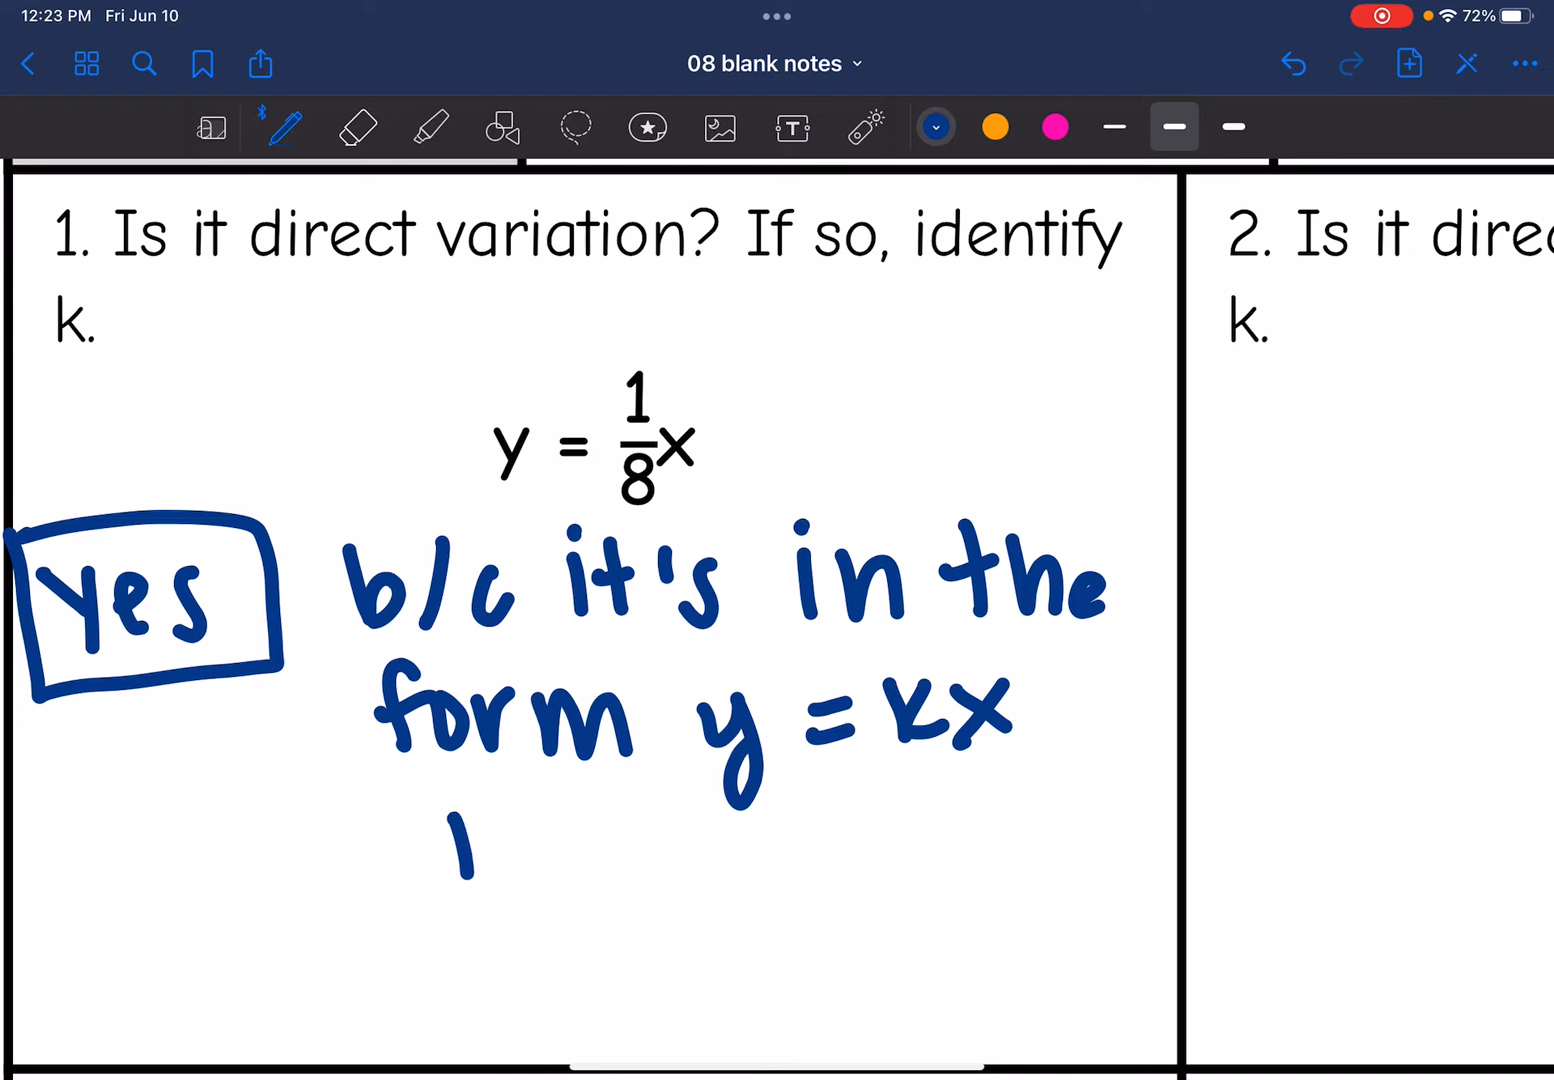 12:23 PM Fri Jun 10
72%
08 blank notes
T
1. Is it direct variation? If so, identify
k.
y = 1/8 x
yes b/c it's in the
form y = kx
2. Is it direc
k.